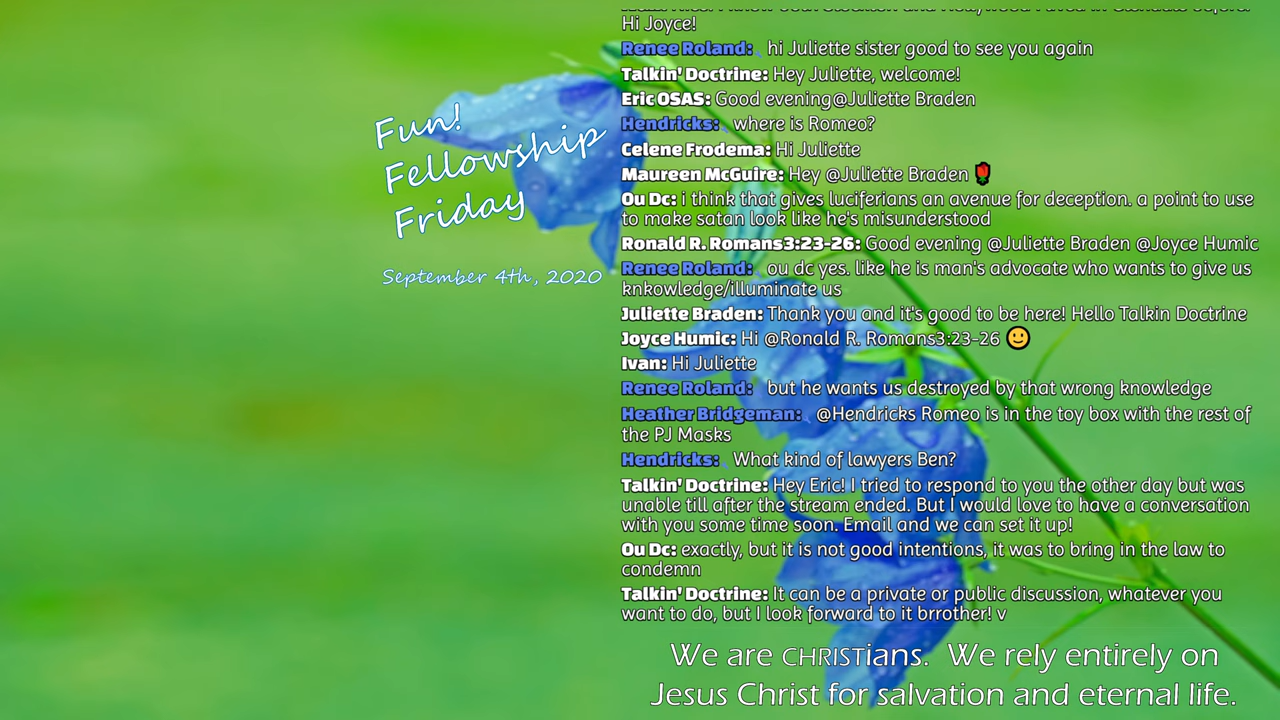 Fun!
Fellowship
Friday
September 4th, 2020
Hi Joyce!
Renee Roland: hi Juliette sister good to see you again
Talkin' Doctrine: Hey Juliette, welcome!
Eric OSAS: Good evening@Juliette Braden
Hendricks: where is Romeo?
Celene Frodema: Hi Juliette
Maureen McGuire: Hey @Juliette Braden 🌹
Ou Dc: i think that gives luciferians an avenue for deception. a point to use
to make satan look like he's misunderstood
Ronald R. Romans3:23-26: Good evening @Juliette Braden @Joyce Humic
Renee Roland: ou dc yes. like he is man's advocate who wants to give us
knkowledge/illuminate us
Juliette Braden: Thank you and it's good to be here! Hello Talkin Doctrine
Joyce Humic: Hi @Ronald R. Romans3:23-26 🙂
Ivan: Hi Juliette
Renee Roland: but he wants us destroyed by that wrong knowledge
Heather Bridgeman: @Hendricks Romeo is in the toy box with the rest of
the PJ Masks
Hendricks: What kind of lawyers Ben?
Talkin' Doctrine: Hey Eric! I tried to respond to you the other day but was
unable till after the stream ended. But I would love to have a conversation
with you some time soon. Email and we can set it up!
Ou Dc: exactly, but it is not good intentions, it was to bring in the law to
condemn
Talkin' Doctrine: It can be a private or public discussion, whatever you
want to do, but I look forward to it brrother! v
We are CHRISTians. We rely entirely on
Jesus Christ for salvation and eternal life.